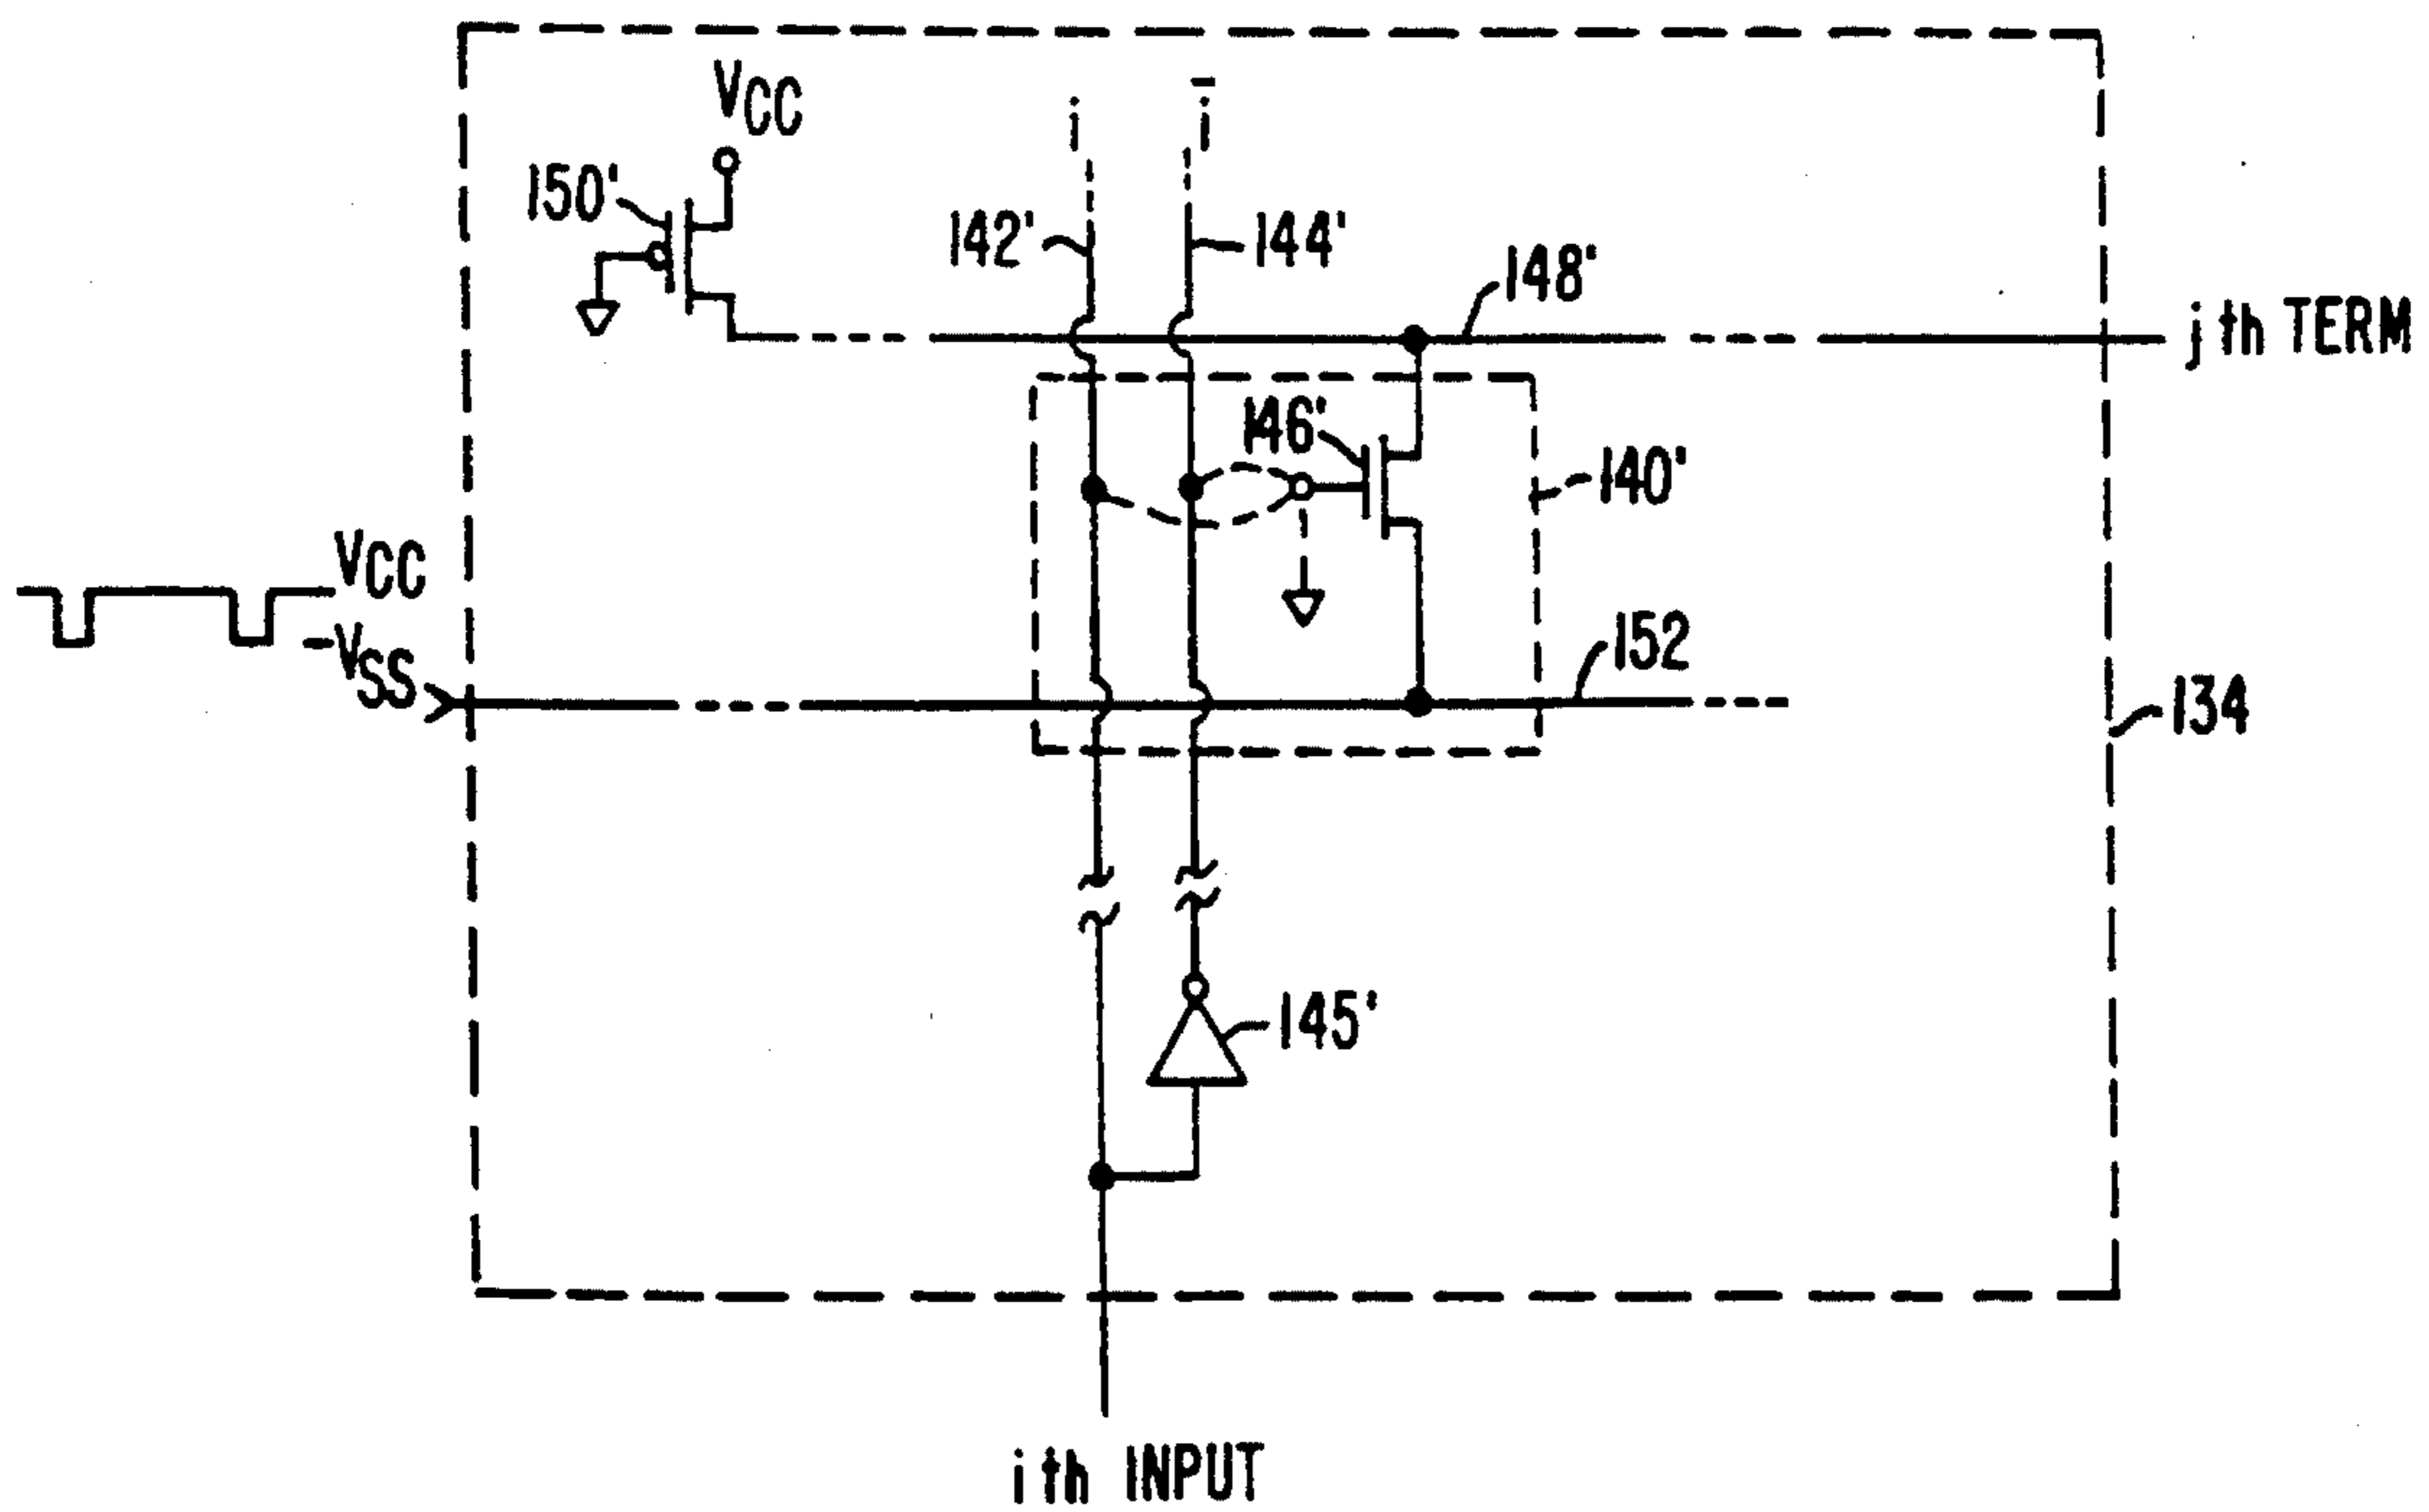 VCC
i
i̅
150'
142'
144'
148'
j th TERM
146'
140'
VCC
-VSS
152
134
145'
i th INPUT